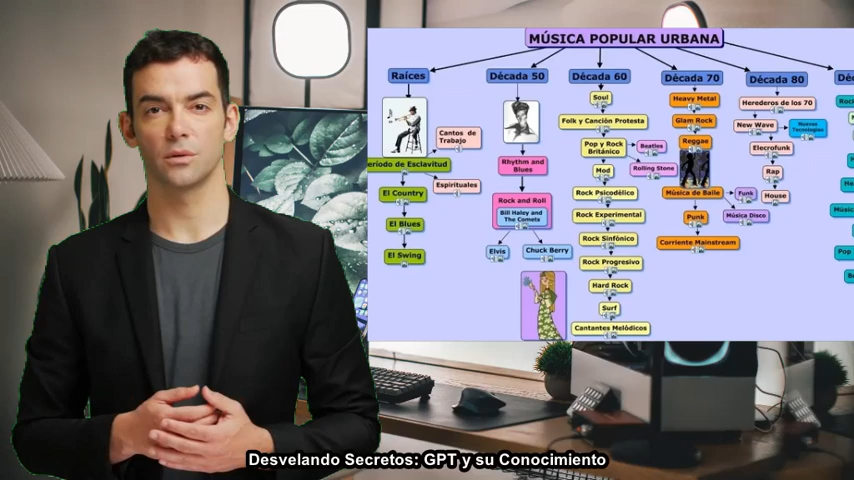 MÚSICA POPULAR URBANA
Raíces
Cantos de
Trabajo
eríodo de Esclavitud
Espirituales
El Country
El Blues
El Swing
Década 50
Rhythm and
Blues
Rock and Roll
Bill Haley and
The Comets
Elvis
Chuck Berry
Década 60
Soul
Folk y Canción Protesta
Pop y Rock
Británico
Beatles
Rolling Stone
Mod
Rock Psicodélico
Rock Experimental
Rock Sinfónico
Rock Progresivo
Hard Rock
Surf
Cantantes Melódicos
Década 70
Heavy Metal
Glam Rock
Reggae
Música de Baile
Funk
Música Disco
Punk
Corriente Mainstream
Década 80
Herederos de los 70
New Wave
Nuevas
Tecnologías
Elecrofunk
Rap
House
Desvelando Secretos: GPT y su Conocimiento